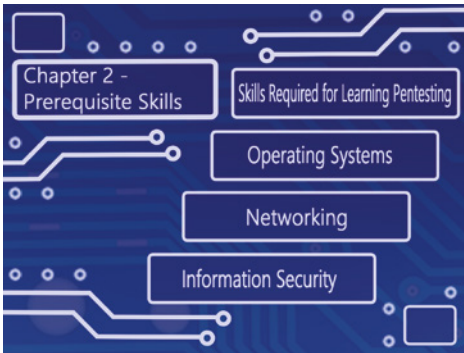 Chapter 2 -
Prerequisite Skills
Skills Required for Learning Pentesting
Operating Systems
Networking
Information Security